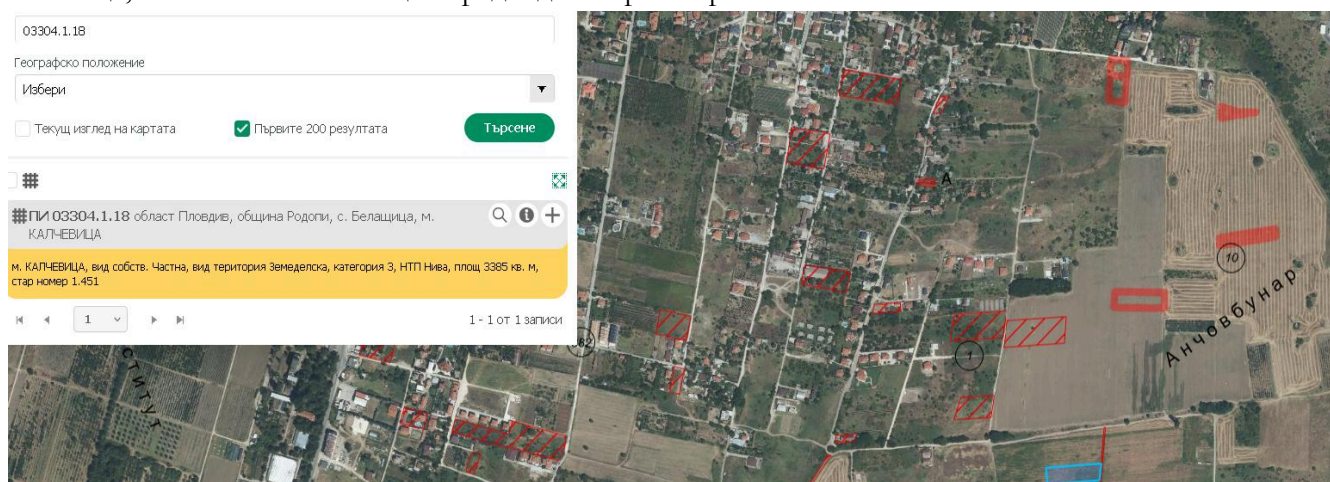 03304.1.18
Географско положение
Избери
Текущ изглед на картата
Първите 200 резултата
Търсене
ПИ 03304.1.18 област Пловдив, община Родопи, с. Белащица, м.
КАЛЧЕВИЦА
м. КАЛЧЕВИЦА, вид собств. Частна, вид територия Земеделска, категория 3, НТП Нива, площ 3385 кв. м,
стар номер 1.451
1
1 - 1 от 1 записи
А
10
Анчовбунар
1
62
ститут